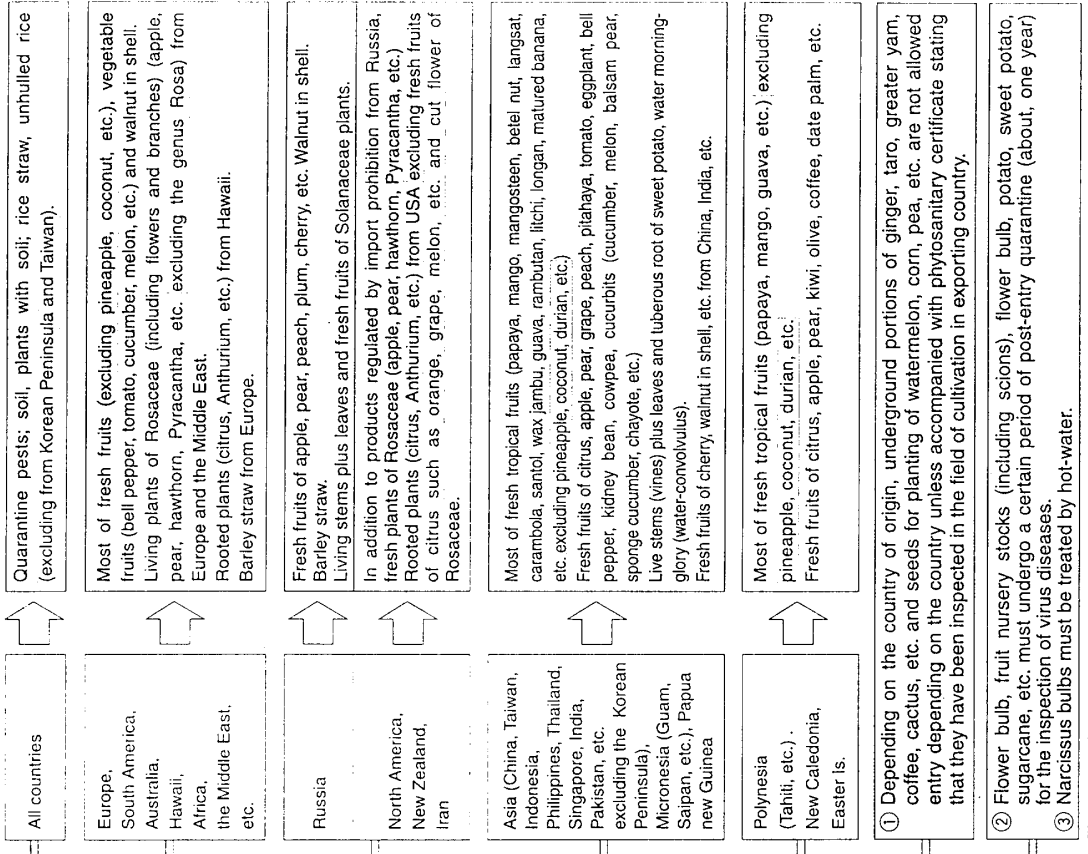 All countries
Quarantine pests; soil, plants with soil; rice straw, unhulled rice
(excluding from Korean Peninsula and Taiwan).
Europe,
South America,
Australia,
Hawaii,
Africa,
the Middle East,
etc.
Most of fresh fruits (excluding pineapple, coconut, etc.), vegetable
fruits (bell pepper, tomato, cucumber, melon, etc.) and walnut in shell.
Living plants of Rosaceae (including flowers and branches) (apple,
pear, hawthorn, Pyracantha, etc. excluding the genus Rosa) from
Europe and the Middle East.
Rooted plants (citrus, Anthurium, etc.) from Hawaii.
Barley straw from Europe.
Russia
Fresh fruits of apple, pear, peach, plum, cherry, etc. Walnut in shell.
Barley straw.
Living stems plus leaves and fresh fruits of Solanaceae plants.
North America,
New Zealand,
Iran
In addition to products regulated by import prohibition from Russia,
fresh plants of Rosaceae (apple, pear, hawthorn, Pyracantha, etc.)
Rooted plants (citrus, Anthurium, etc.) from USA excluding fresh fruits
of citrus such as orange, grape, melon, etc. and cut flower of
Rosaceae.
Asia (China, Taiwan,
Indonesia,
Philippines, Thailand,
Singapore, India,
Pakistan, etc.
excluding the Korean
Peninsula),
Micronesia (Guam,
Saipan, etc.), Papua
new Guinea
Most of fresh tropical fruits (papaya, mango, mangosteen, betel nut, langsat,
carambola, santol, wax jambu, guava, rambutan, litchi, longan, matured banana,
etc. excluding pineapple, coconut, durian, etc.)
Fresh fruits of citrus, apple, pear, grape, peach, pitahaya, tomato, eggplant, bell
pepper, kidney bean, cowpea, cucurbits (cucumber, melon, balsam pear,
sponge cucumber, chayote, etc.)
Live stems (vines) plus leaves and tuberous root of sweet potato, water morning-
glory (water-convolvulus).
Fresh fruits of cherry, walnut in shell, etc. from China, India, etc.
Polynesia
(Tahiti, etc.) .
New Caledonia,
Easter Is.
Most of fresh tropical fruits (papaya, mango, guava, etc.) excluding
pineapple, coconut, durian, etc.
Fresh fruits of citrus, apple, pear, kiwi, olive, coffee, date palm, etc.
① Depending on the country of origin, underground portions of ginger, taro, greater yam,
coffee, cactus, etc. and seeds for planting of watermelon, corn, pea, etc. are not allowed
entry depending on the country unless accompanied with phytosanitary certificate stating
that they have been inspected in the field of cultivation in exporting country.
② Flower bulb, fruit nursery stocks (including scions), flower bulb, potato, sweet potato,
sugarcane, etc. must undergo a certain period of post-entry quarantine (about, one year)
for the inspection of virus diseases.
③ Narcissus bulbs must be treated by hot-water.